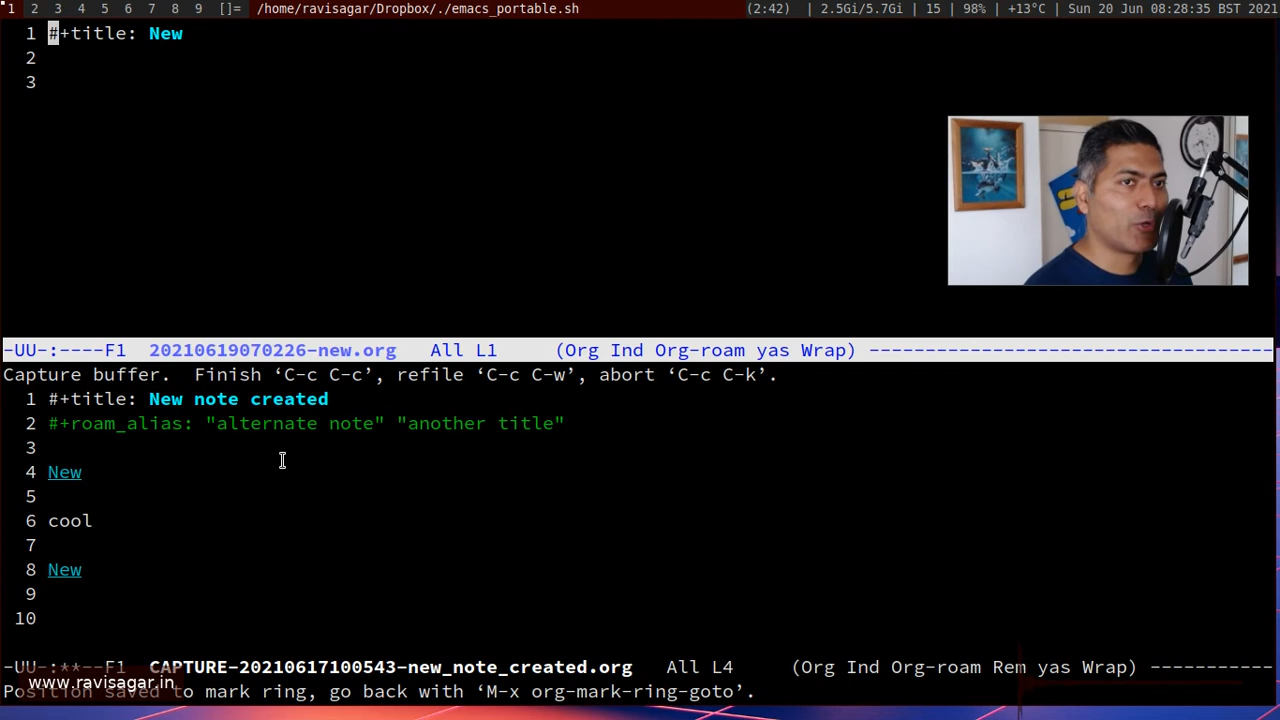 1 2 3 4 5 6 7 8 9 []= /home/ravisagar/Dropbox/./emacs_portable.sh (2:42) | 2.5Gi/5.7Gi | 15 | 98% | +13°C | Sun 20 Jun 08:28:35 BST 2021
1 #+title: New
2
3
-UU-:----F1 20210619070226-new.org All L1 (Org Ind Org-roam yas Wrap) ----------------------------------
Capture buffer. Finish ‘C-c C-c’, refile ‘C-c C-w’, abort ‘C-c C-k’.
1 #+title: New note created
2 #+roam_alias: "alternate note" "another title"
3
4 New
5
6 cool
7
8 New
9
10
-UU-:**--F1 CAPTURE-20210617100543-new_note_created.org All L4 (Org Ind Org-roam Rem yas Wrap) -----------
www.ravisagar.in
Position saved to mark ring, go back with ‘M-x org-mark-ring-goto’.